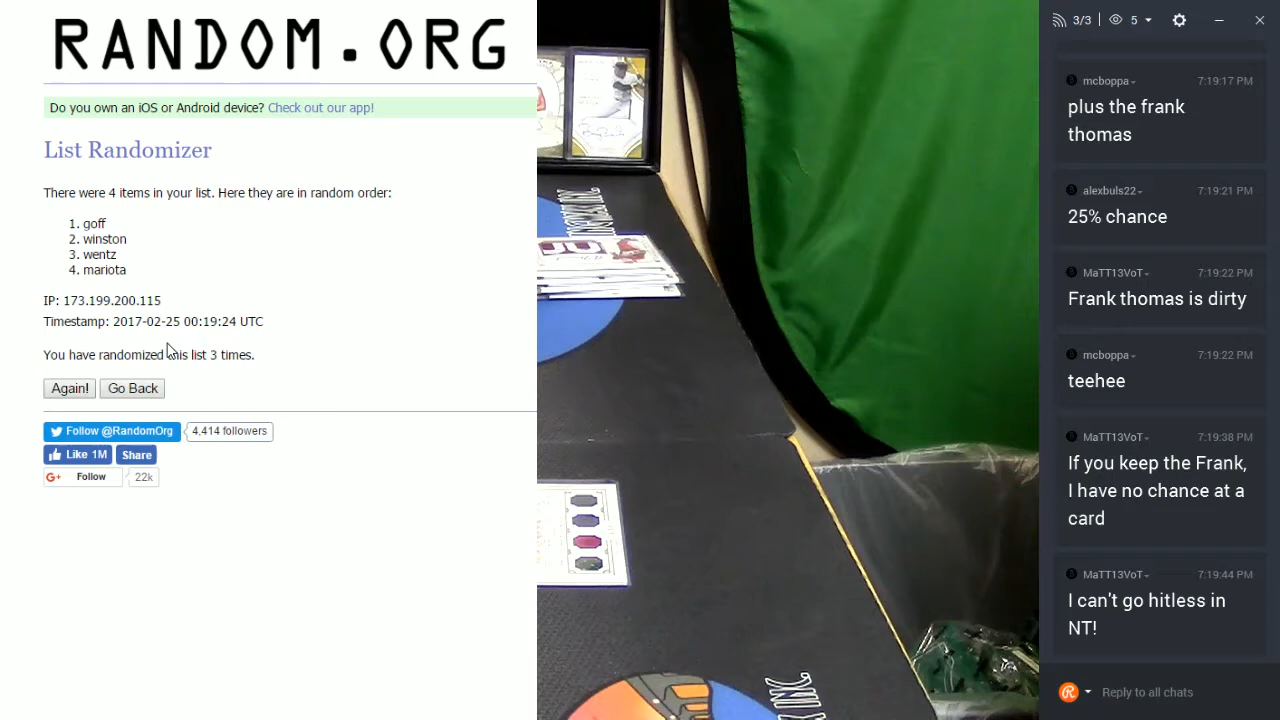 RANDOM.ORG
Do you own an iOS or Android device? Check out our app!
List Randomizer
There were 4 items in your list. Here they are in random order:
1. goff
2. winston
3. wentz
4. mariota
IP: 173.199.200.115
Timestamp: 2017-02-25 00:19:24 UTC
You have randomized this list 3 times.
Again! Go Back
Follow @RandomOrg 4,414 followers
Like 1M Share
Follow 22k
3/3 5
mcboppa 7:19:17 PM
plus the frank
thomas
alexbuls22 7:19:21 PM
25% chance
MaTT13VoT 7:19:22 PM
Frank thomas is dirty
mcboppa 7:19:22 PM
teehee
MaTT13VoT 7:19:38 PM
If you keep the Frank,
I have no chance at a
card
MaTT13VoT 7:19:44 PM
I can't go hitless in
NT!
Reply to all chats
INC